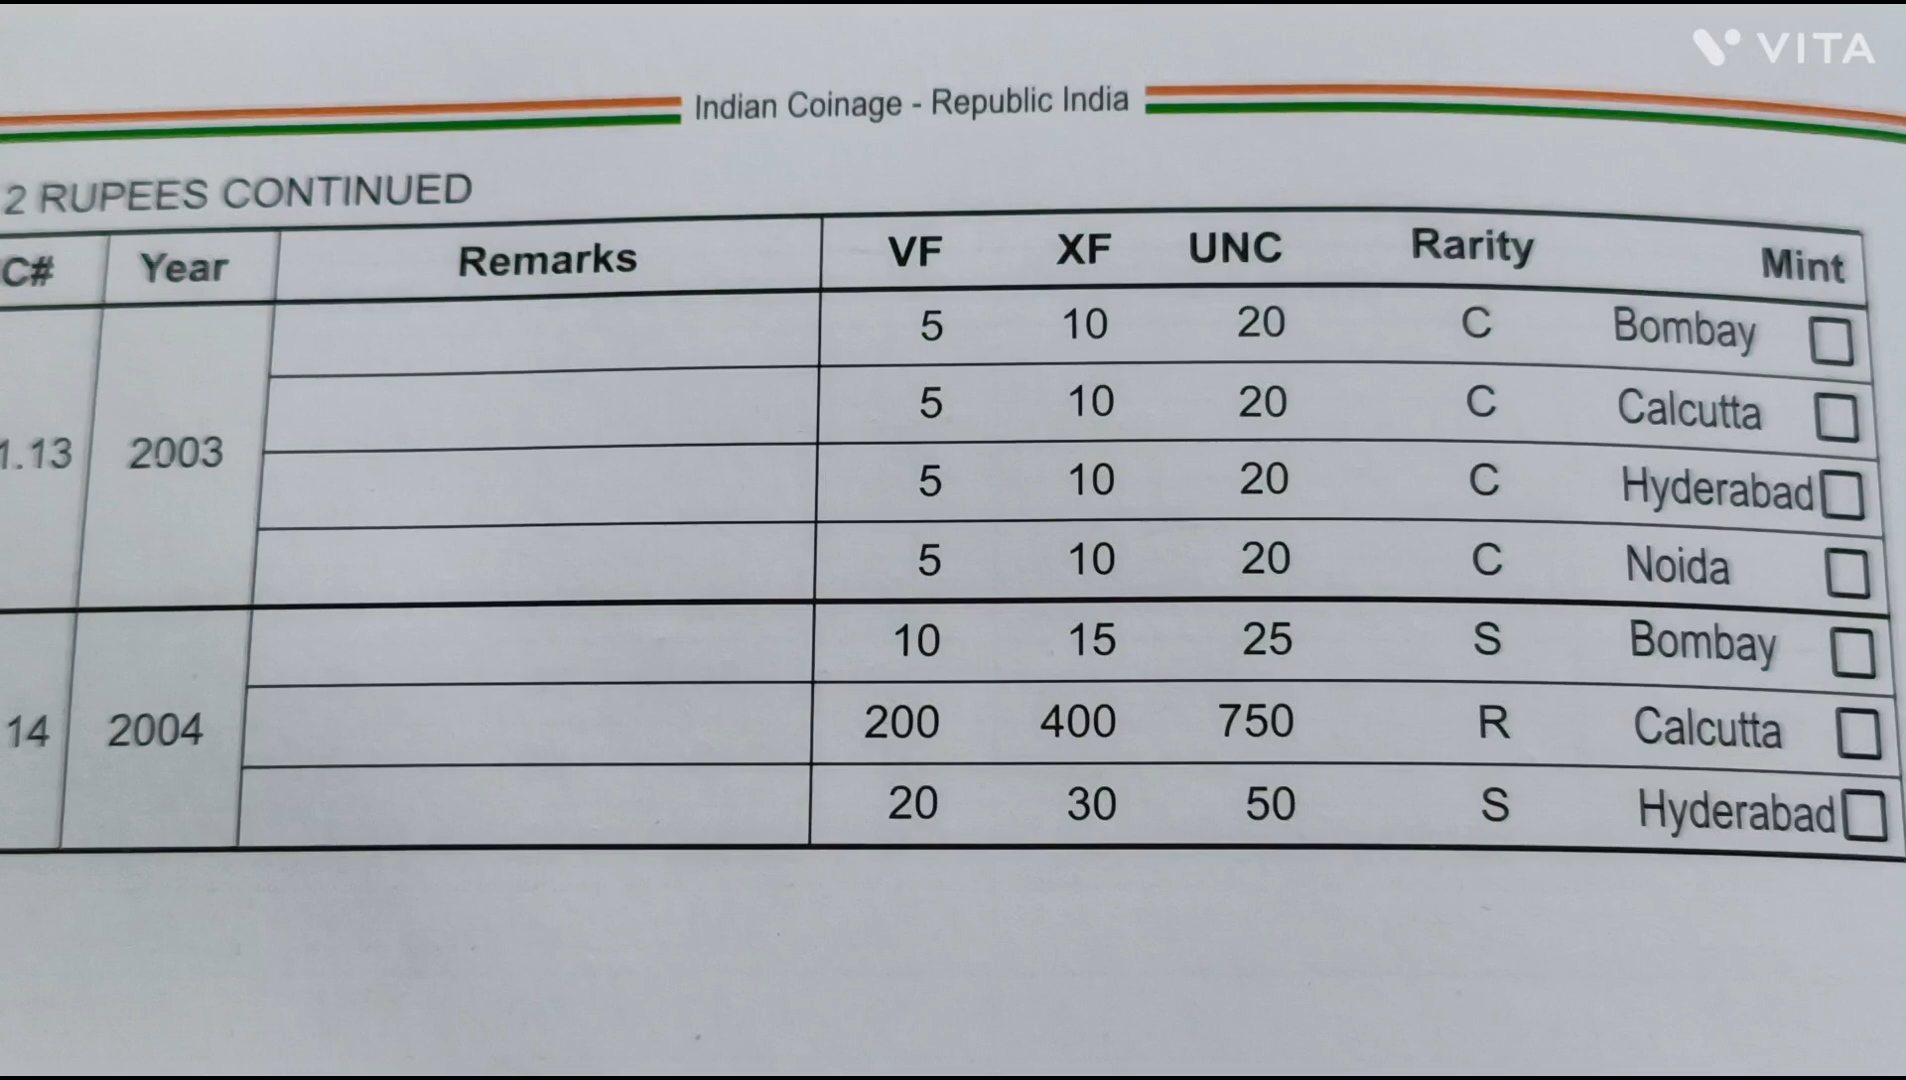 VITA
Indian Coinage - Republic India
2 RUPEES CONTINUED
C# Year Remarks VF XF UNC Rarity Mint
1.13 2003 5 10 20 C Bombay
5 10 20 C Calcutta
5 10 20 C Hyderabad
5 10 20 C Noida
14 2004 10 15 25 S Bombay
200 400 750 R Calcutta
20 30 50 S Hyderabad